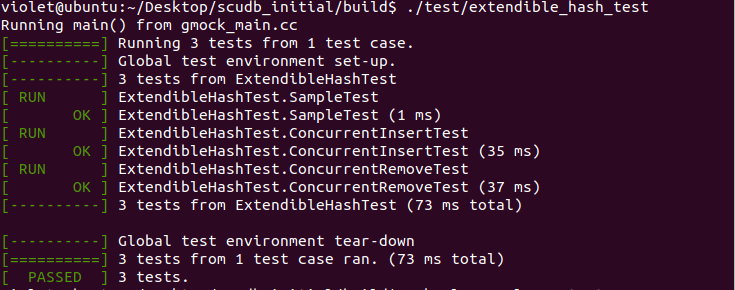 violet@ubuntu:~/Desktop/scudb_initial/build$ ./test/extendible_hash_test
Running main() from gmock_main.cc
[==========] Running 3 tests from 1 test case.
[----------] Global test environment set-up.
[----------] 3 tests from ExtendibleHashTest
[ RUN      ] ExtendibleHashTest.SampleTest
[       OK ] ExtendibleHashTest.SampleTest (1 ms)
[ RUN      ] ExtendibleHashTest.ConcurrentInsertTest
[       OK ] ExtendibleHashTest.ConcurrentInsertTest (35 ms)
[ RUN      ] ExtendibleHashTest.ConcurrentRemoveTest
[       OK ] ExtendibleHashTest.ConcurrentRemoveTest (37 ms)
[----------] 3 tests from ExtendibleHashTest (73 ms total)
[----------] Global test environment tear-down
[==========] 3 tests from 1 test case ran. (73 ms total)
[  PASSED  ] 3 tests.